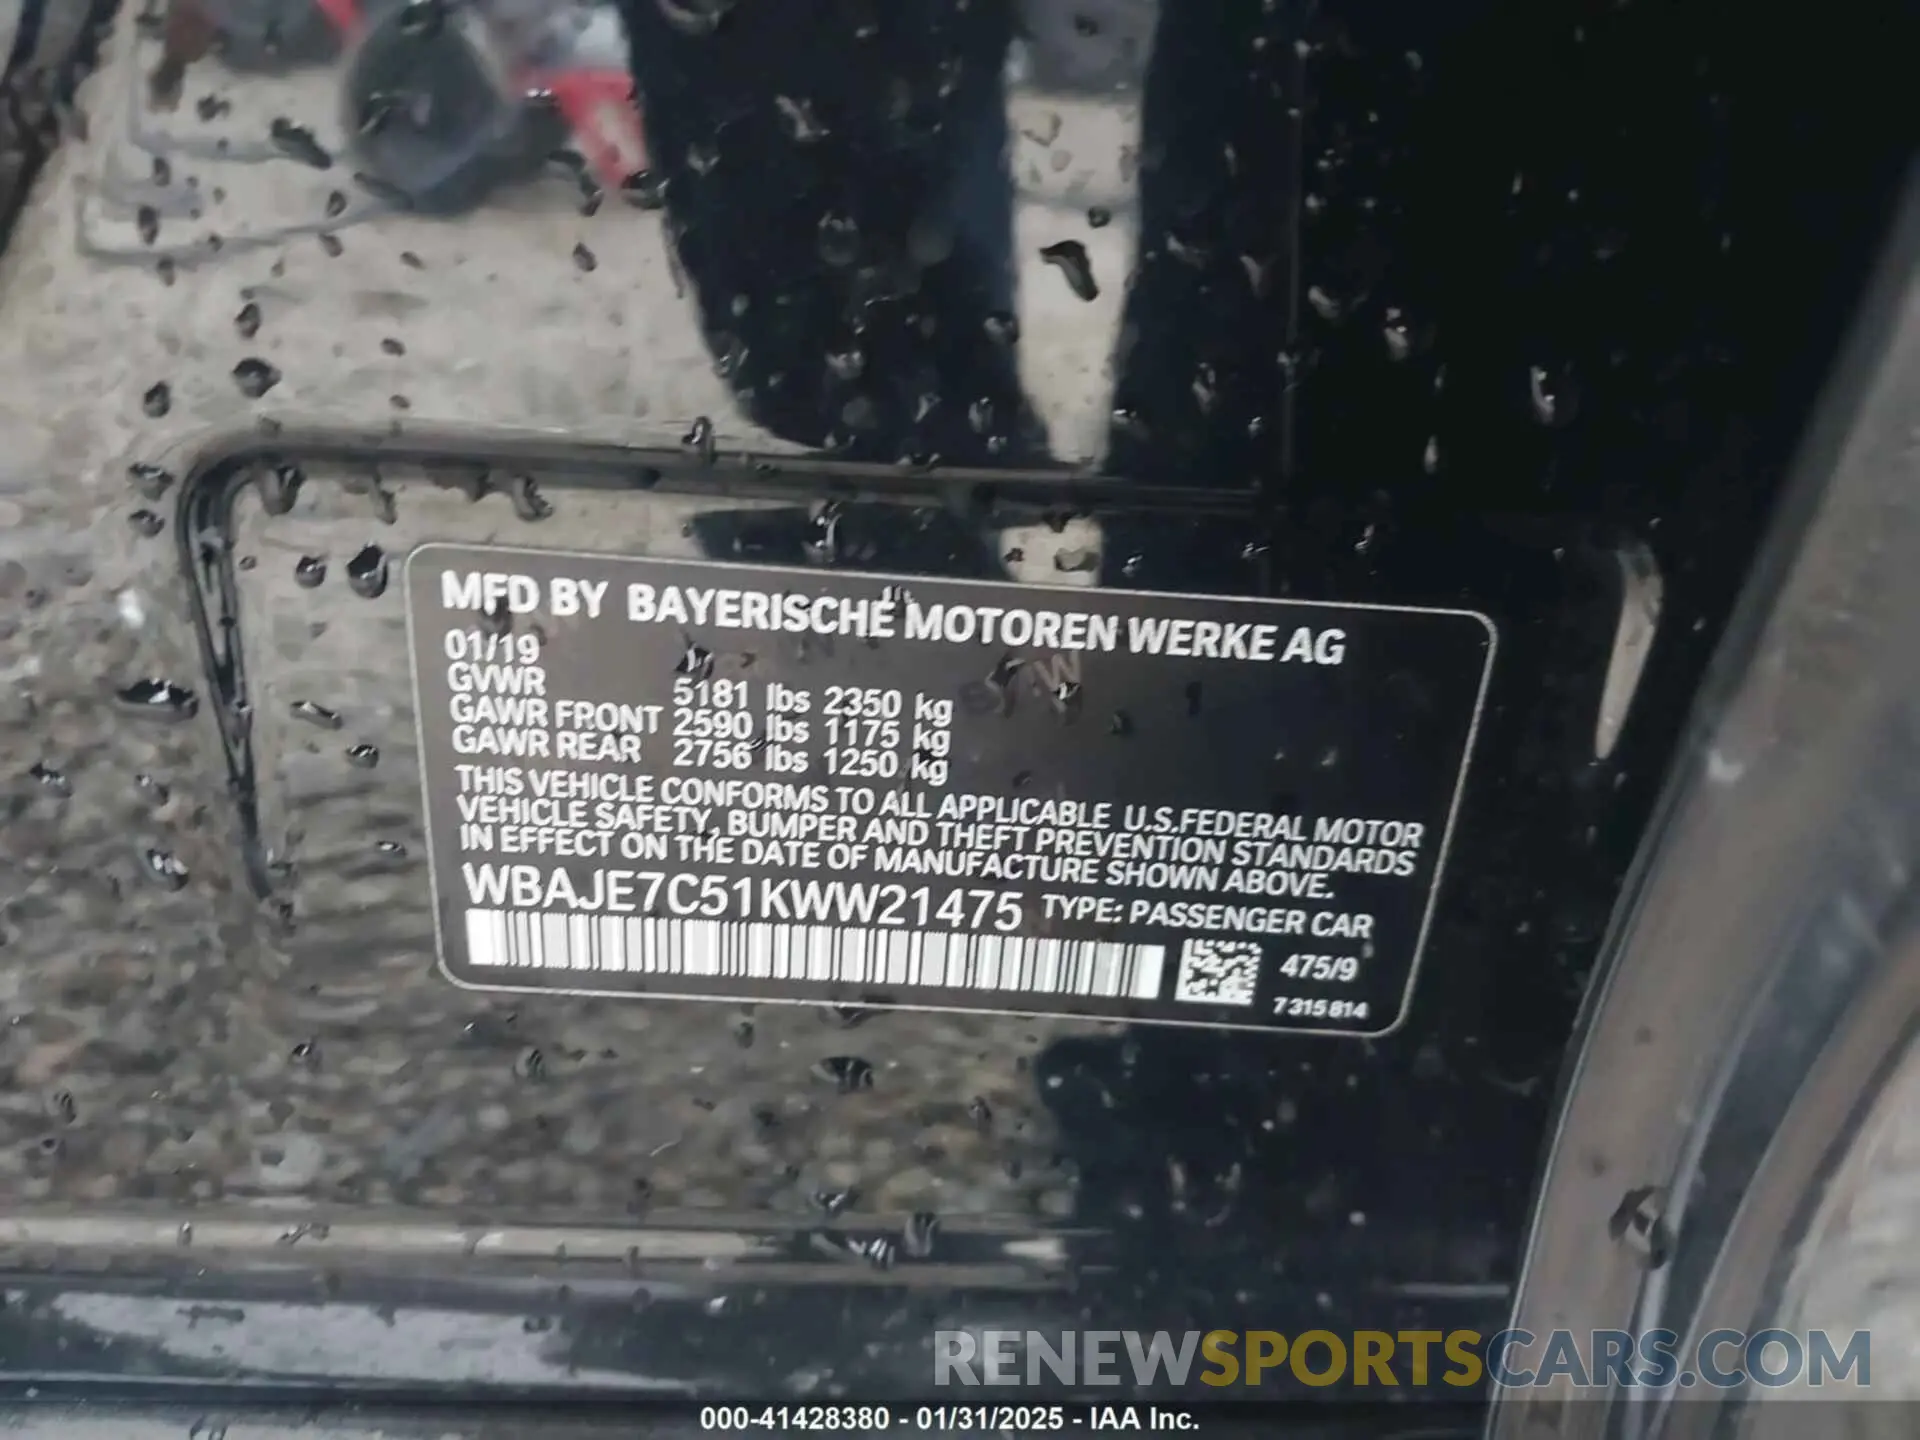 MFD BY BAYERISCHE MOTOREN WERKE AG
01/19
GVWR 5181 lbs 2350 kg
GAWR FRONT 2590 lbs 1175 kg
GAWR REAR 2756 lbs 1250 kg
THIS VEHICLE CONFORMS TO ALL APPLICABLE U.S.FEDERAL MOTOR
VEHICLE SAFETY, BUMPER AND THEFT PREVENTION STANDARDS
IN EFFECT ON THE DATE OF MANUFACTURE SHOWN ABOVE.
WBAJE7C51KWW21475 TYPE: PASSENGER CAR
475/9
7 315 814
RENEWSPORTSCARS.COM
000-41428380 - 01/31/2025 - IAA Inc.